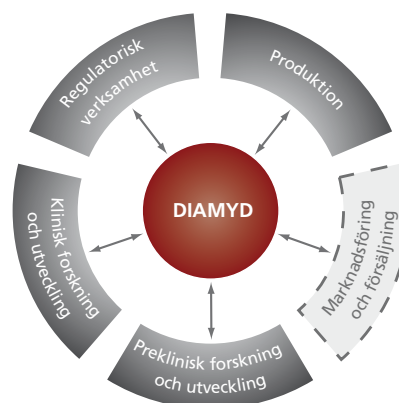 Regulatorisk
verksamhet
Produktion
DIAMYD
Klinisk forskning
och utveckling
Marknadsföring
och försäljning
Preklinisk forskning
och utveckling